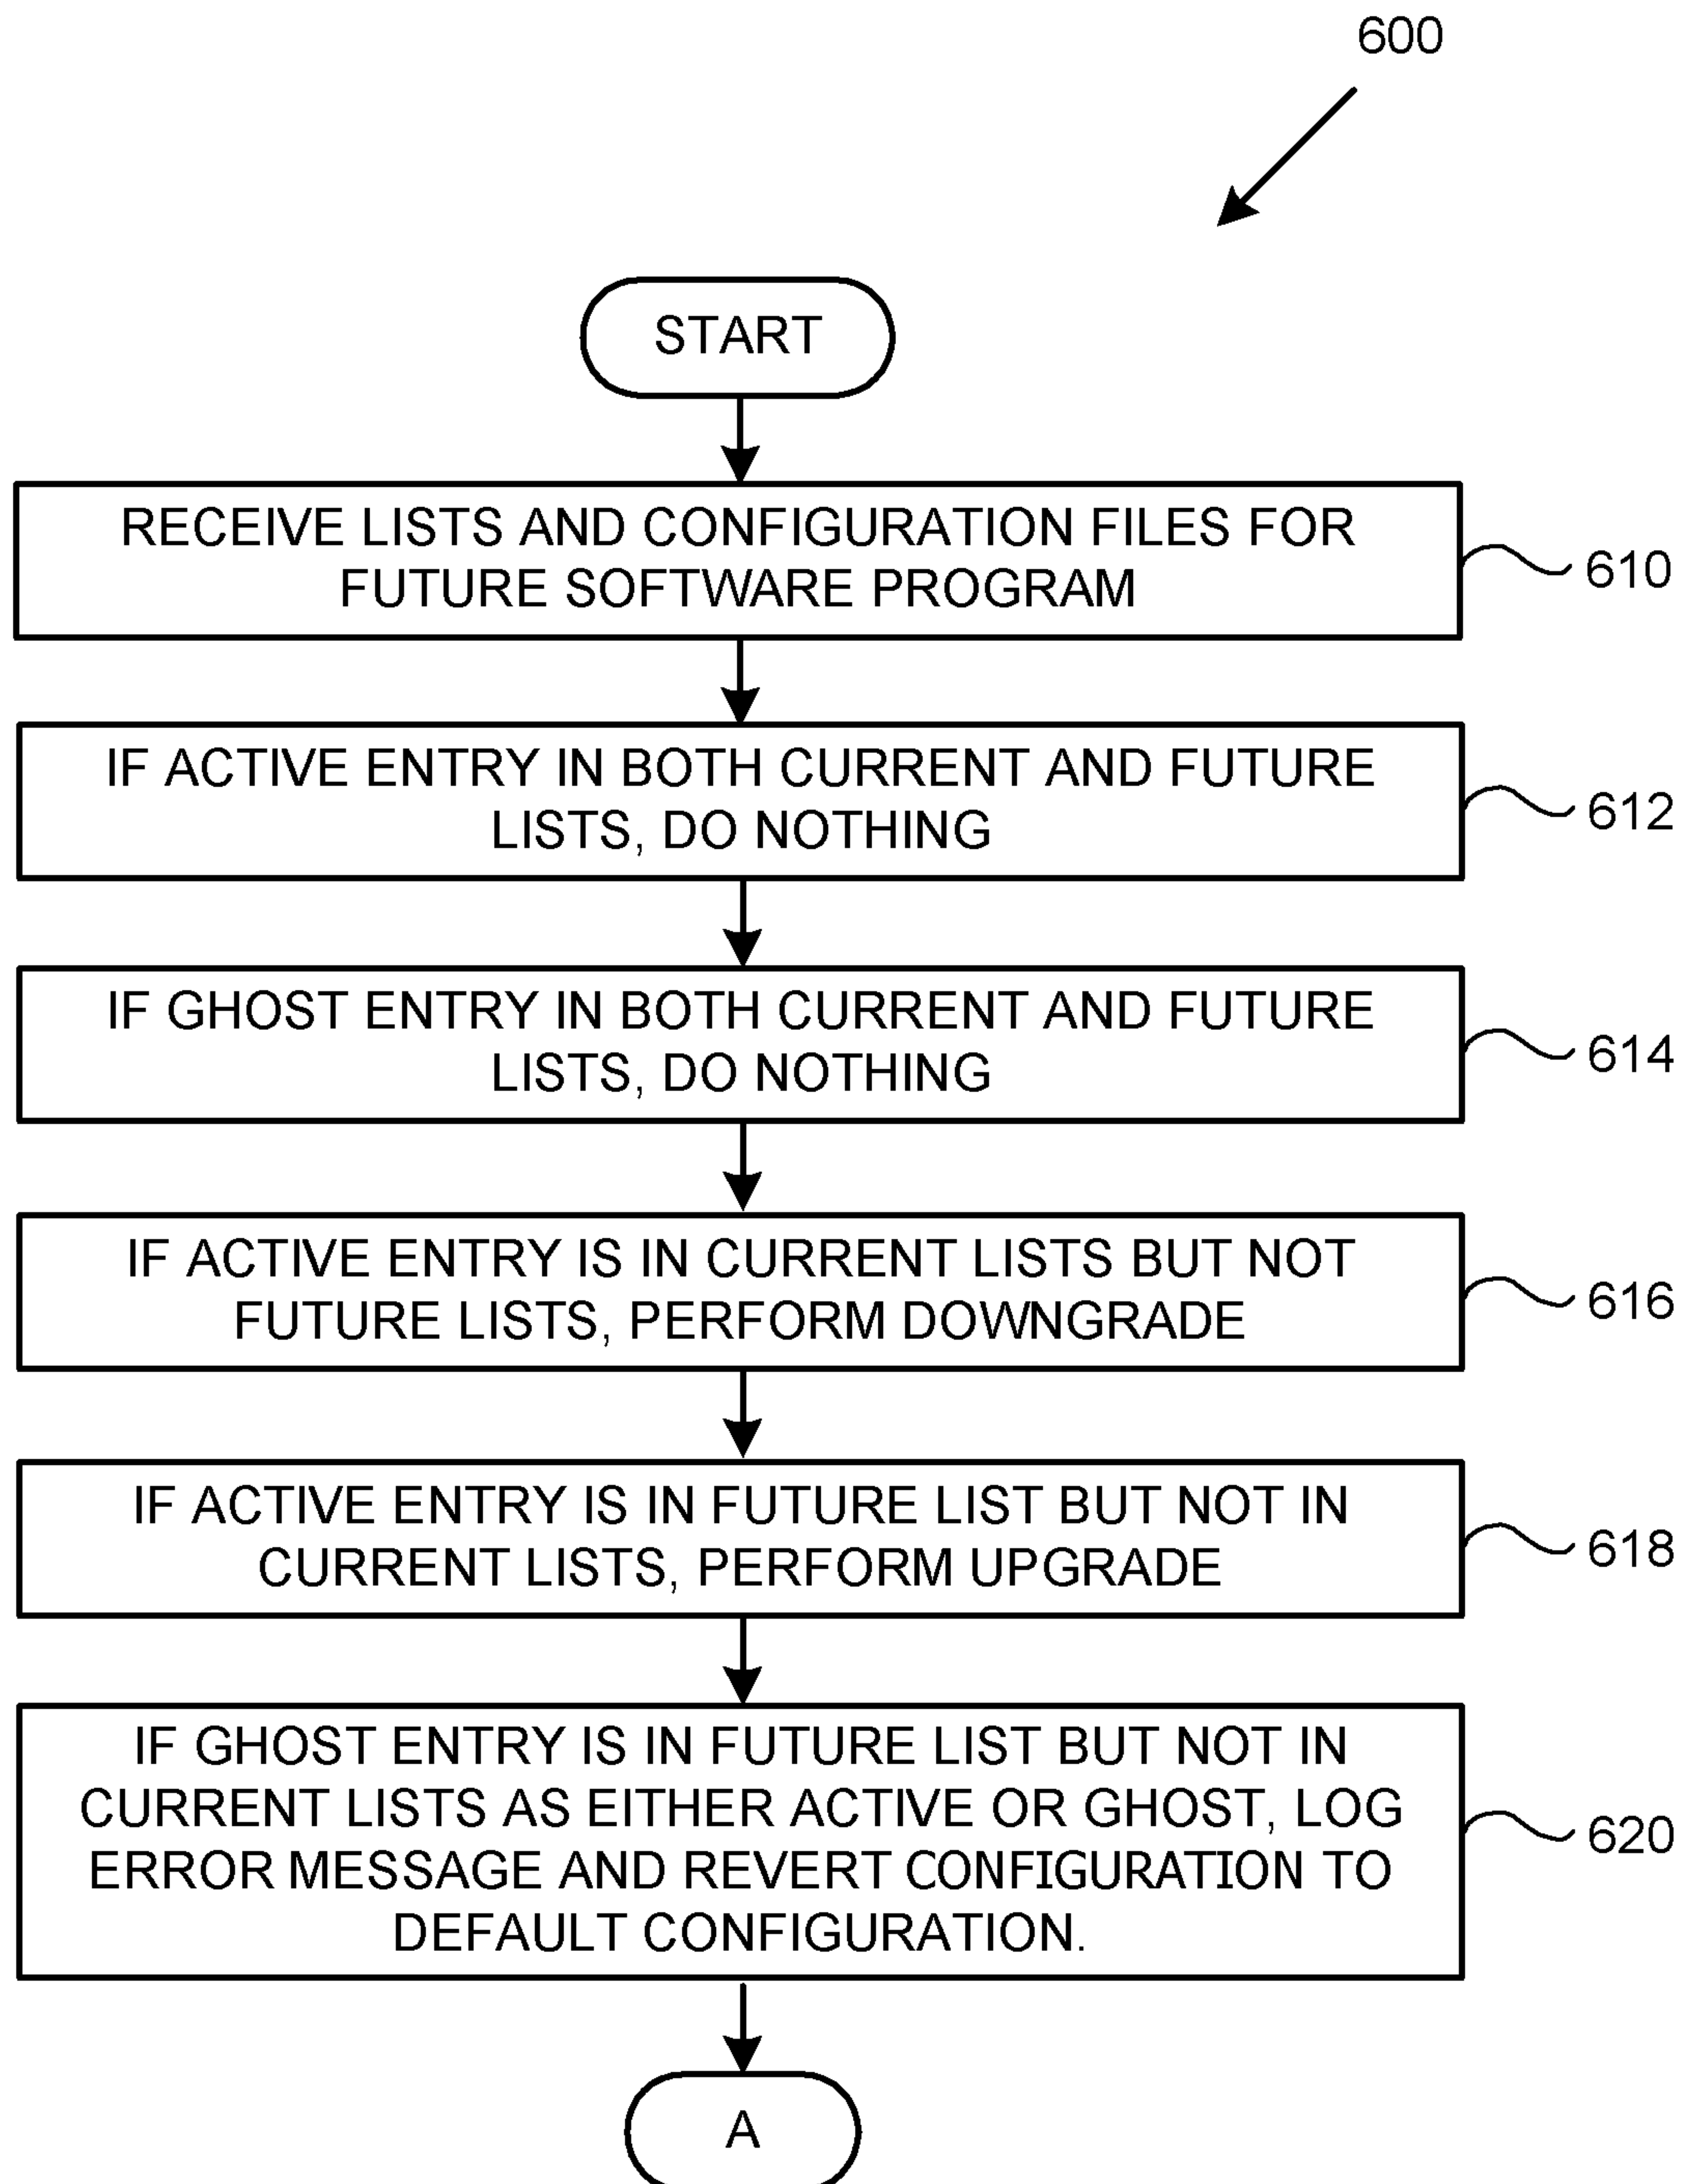 600
START
RECEIVE LISTS AND CONFIGURATION FILES FOR
FUTURE SOFTWARE PROGRAM
610
IF ACTIVE ENTRY IN BOTH CURRENT AND FUTURE
LISTS, DO NOTHING
612
IF GHOST ENTRY IN BOTH CURRENT AND FUTURE
LISTS, DO NOTHING
614
IF ACTIVE ENTRY IS IN CURRENT LISTS BUT NOT
FUTURE LISTS, PERFORM DOWNGRADE
616
IF ACTIVE ENTRY IS IN FUTURE LIST BUT NOT IN
CURRENT LISTS, PERFORM UPGRADE
618
IF GHOST ENTRY IS IN FUTURE LIST BUT NOT IN
CURRENT LISTS AS EITHER ACTIVE OR GHOST, LOG
ERROR MESSAGE AND REVERT CONFIGURATION TO
DEFAULT CONFIGURATION.
620
A